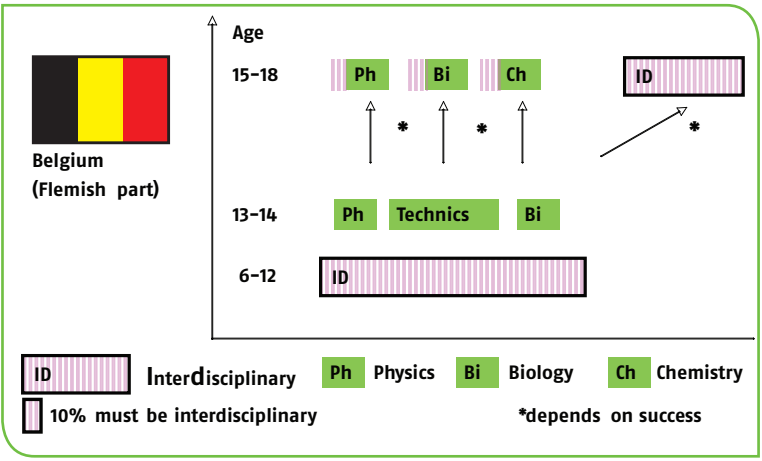 Age
15–18 Ph Bi Ch ID
* * *
Belgium
(Flemish part)
13–14 Ph Technics Bi
6–12 ID
ID Interdisciplinary Ph Physics Bi Biology Ch Chemistry
10% must be interdisciplinary *depends on success